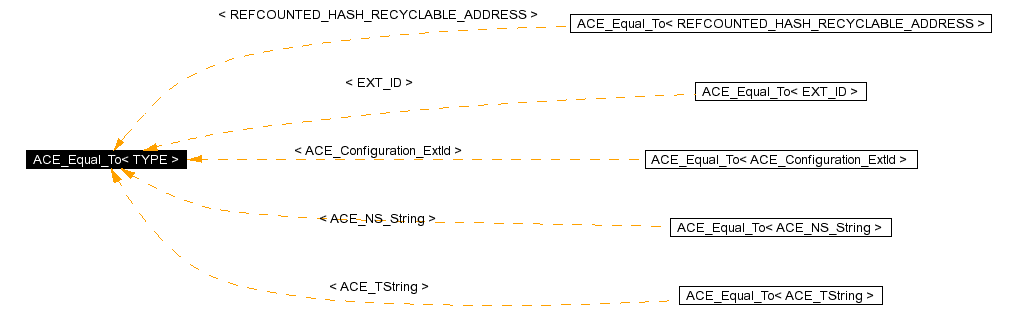 < REFCOUNTED_HASH_RECYCLABLE_ADDRESS >
ACE_Equal_To< REFCOUNTED_HASH_RECYCLABLE_ADDRESS >
< EXT_ID >
ACE_Equal_To< EXT_ID >
ACE_Equal_To< TYPE >
< ACE_Configuration_ExtId >
ACE_Equal_To< ACE_Configuration_ExtId >
< ACE_NS_String >
ACE_Equal_To< ACE_NS_String >
< ACE_TString >
ACE_Equal_To< ACE_TString >